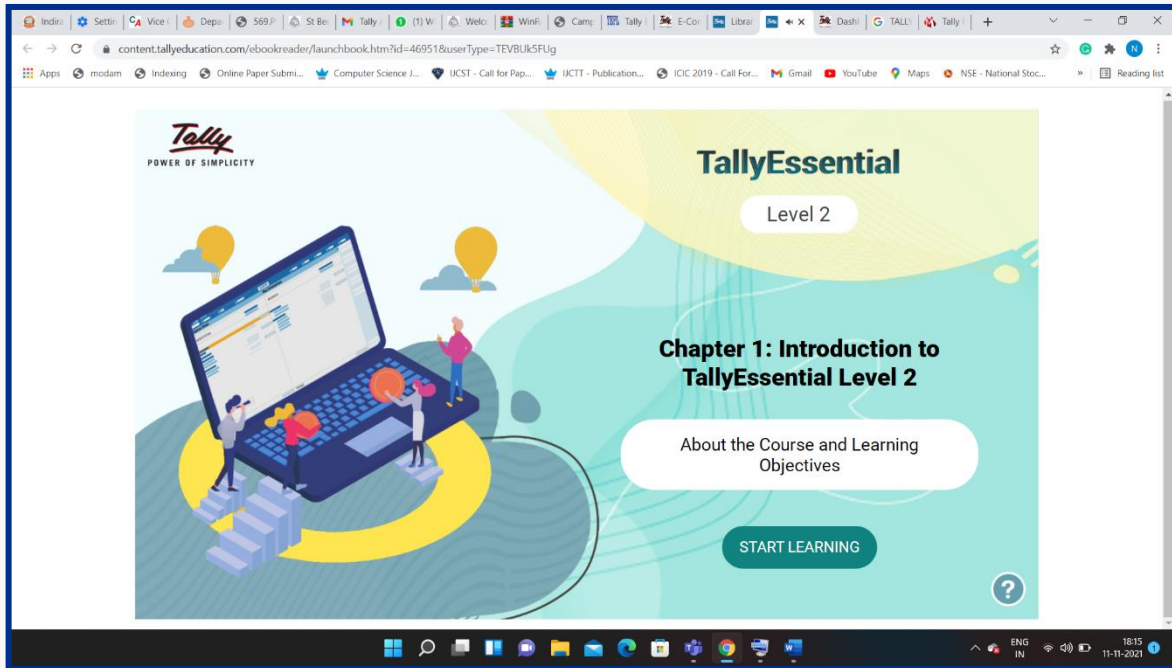 Indira
Settin
CA Vice
Depa
569.P
St Be
Tally
(1) W
Welc
WinR
Camp
Tally
E-Cor
Librar
Dash
TALL
Tally
content.tallyeducation.com/ebookreader/launchbook.htm?id=46951&userType=TEVBUk5FUg
N
Apps modam Indexing Online Paper Submi... Computer Science J... IJCST - Call for Pap... IJCTT - Publication... ICIC 2019 - Call For... Gmail YouTube Maps NSE - National Stoc... » Reading list
Tally
POWER OF SIMPLICITY
TallyEssential
Level 2
Chapter 1: Introduction to
TallyEssential Level 2
About the Course and Learning
Objectives
START LEARNING
?
ENG
IN
18:15
11-11-2021
1